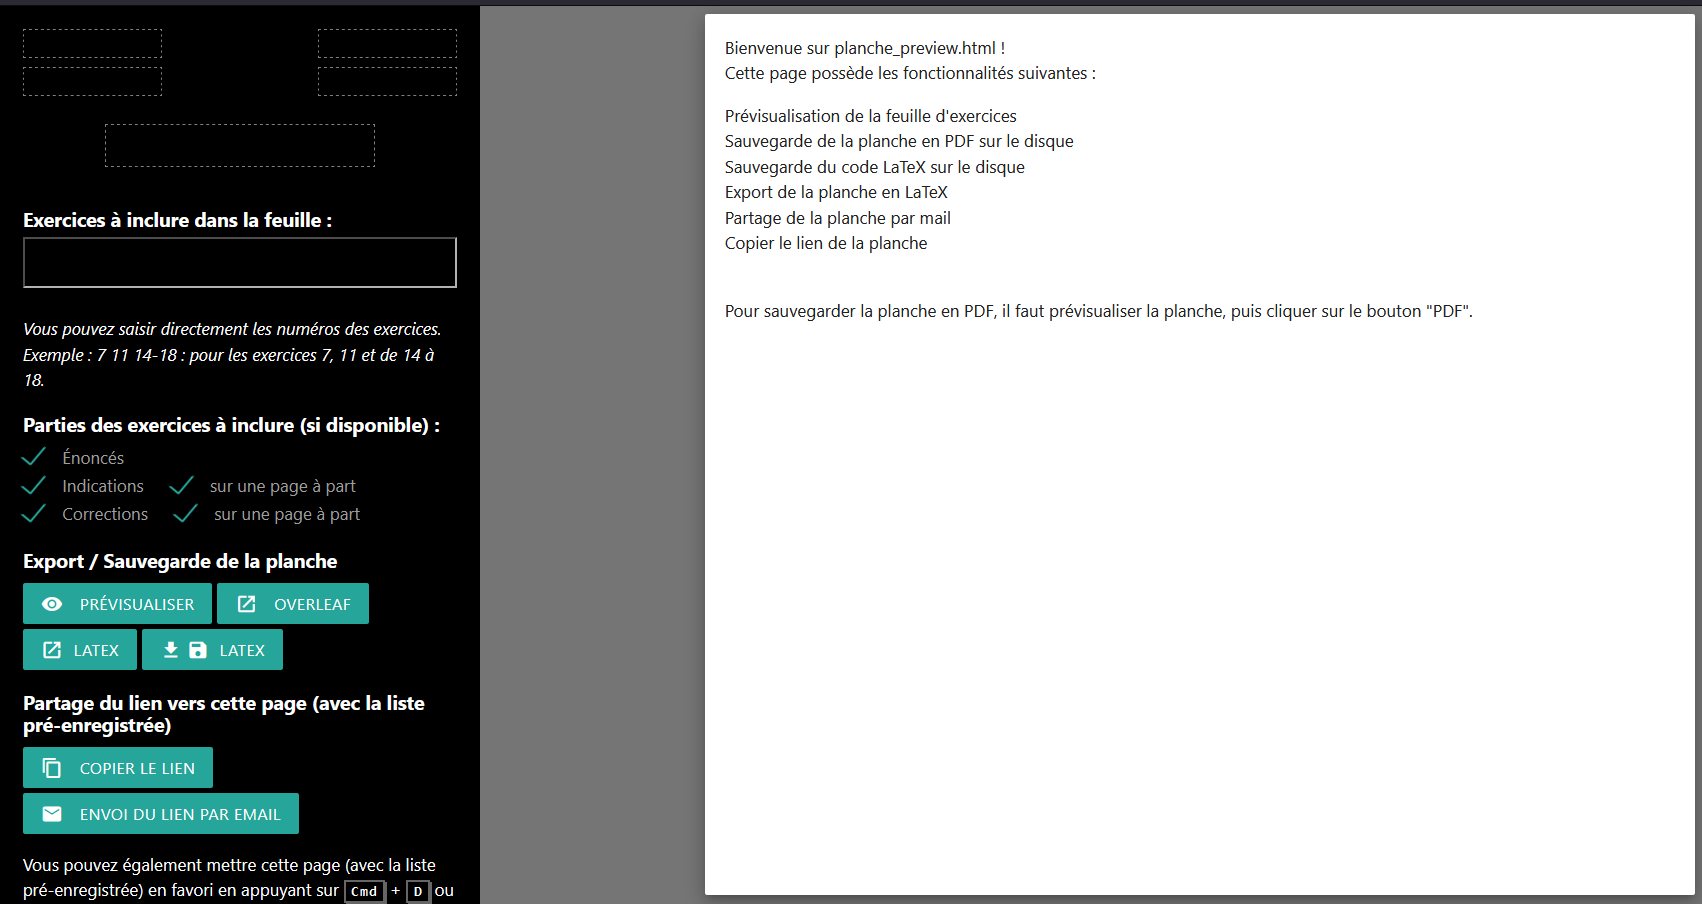 Exercices à inclure dans la feuille :
Vous pouvez saisir directement les numéros des exercices.
Exemple : 7 11 14-18 : pour les exercices 7, 11 et de 14 à
18.
Parties des exercices à inclure (si disponible) :
Énoncés
Indications sur une page à part
Corrections sur une page à part
Export / Sauvegarde de la planche
PRÉVISUALISER OVERLEAF
LATEX LATEX
Partage du lien vers cette page (avec la liste
pré-enregistrée)
COPIER LE LIEN
ENVOI DU LIEN PAR EMAIL
Vous pouvez également mettre cette page (avec la liste
pré-enregistrée) en favori en appuyant sur Cmd + D ou
Bienvenue sur planche_preview.html !
Cette page possède les fonctionnalités suivantes :
Prévisualisation de la feuille d'exercices
Sauvegarde de la planche en PDF sur le disque
Sauvegarde du code LaTeX sur le disque
Export de la planche en LaTeX
Partage de la planche par mail
Copier le lien de la planche
Pour sauvegarder la planche en PDF, il faut prévisualiser la planche, puis cliquer sur le bouton "PDF".